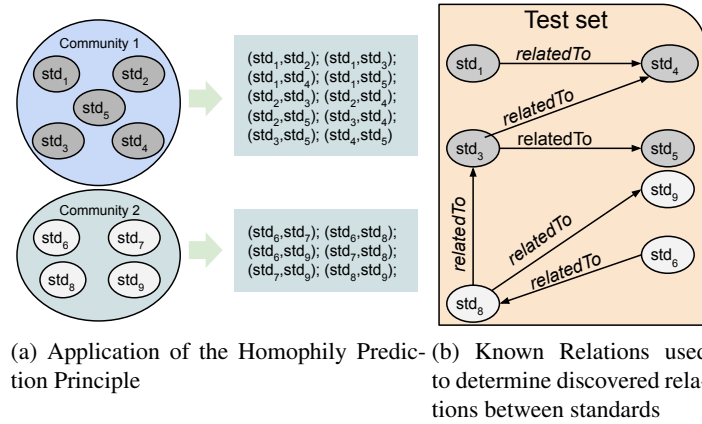 Community 1
std1
std2
std5
std3
std4
(std1,std2); (std1,std3);
(std1,std4); (std1,std5);
(std2,std3); (std2,std4);
(std2,std5); (std3,std4);
(std3,std5); (std4,std5)
Community 2
std6
std7
std8
std9
(std6,std7); (std6,std8);
(std6,std9); (std7,std8);
(std7,std9); (std8,std9);
(a) Application of the Homophily Predic-
tion Principle
Test set
std1
relatedTo
std4
relatedTo
std3
relatedTo
std5
std9
relatedTo
relatedTo
relatedTo
std6
std8
(b) Known Relations used
to determine discovered rela-
tions between standards